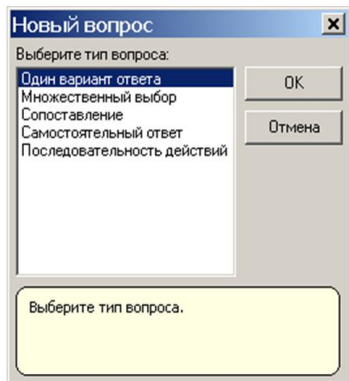 Новый вопрос
Выберите тип вопроса:
Один вариант ответа
Множественный выбор
Сопоставление
Самостоятельный ответ
Последовательность действий
OK
Отмена
Выберите тип вопроса.